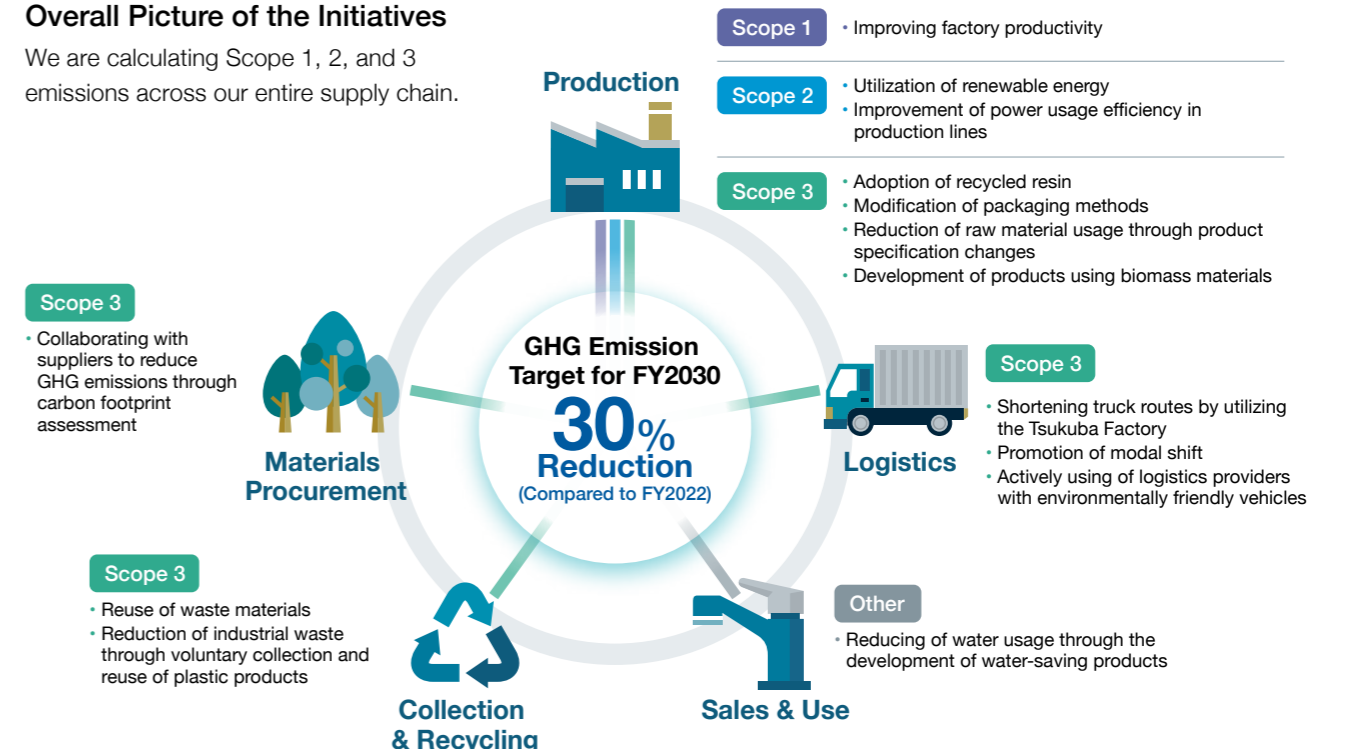 Overall Picture of the Initiatives
We are calculating Scope 1, 2, and 3
emissions across our entire supply chain.
Production
Scope 1
• Improving factory productivity
Scope 2
• Utilization of renewable energy
• Improvement of power usage efficiency in
production lines
Scope 3
• Adoption of recycled resin
• Modification of packaging methods
• Reduction of raw material usage through product
specification changes
• Development of products using biomass materials
Scope 3
• Collaborating with
suppliers to reduce
GHG emissions through
carbon footprint
assessment
Materials
Procurement
GHG Emission
Target for FY2030
30%
Reduction
(Compared to FY2022)
Logistics
Scope 3
• Shortening truck routes by utilizing
the Tsukuba Factory
• Promotion of modal shift
• Actively using of logistics providers
with environmentally friendly vehicles
Scope 3
• Reuse of waste materials
• Reduction of industrial waste
through voluntary collection and
reuse of plastic products
Collection
& Recycling
Sales & Use
Other
• Reducing of water usage through the
development of water-saving products